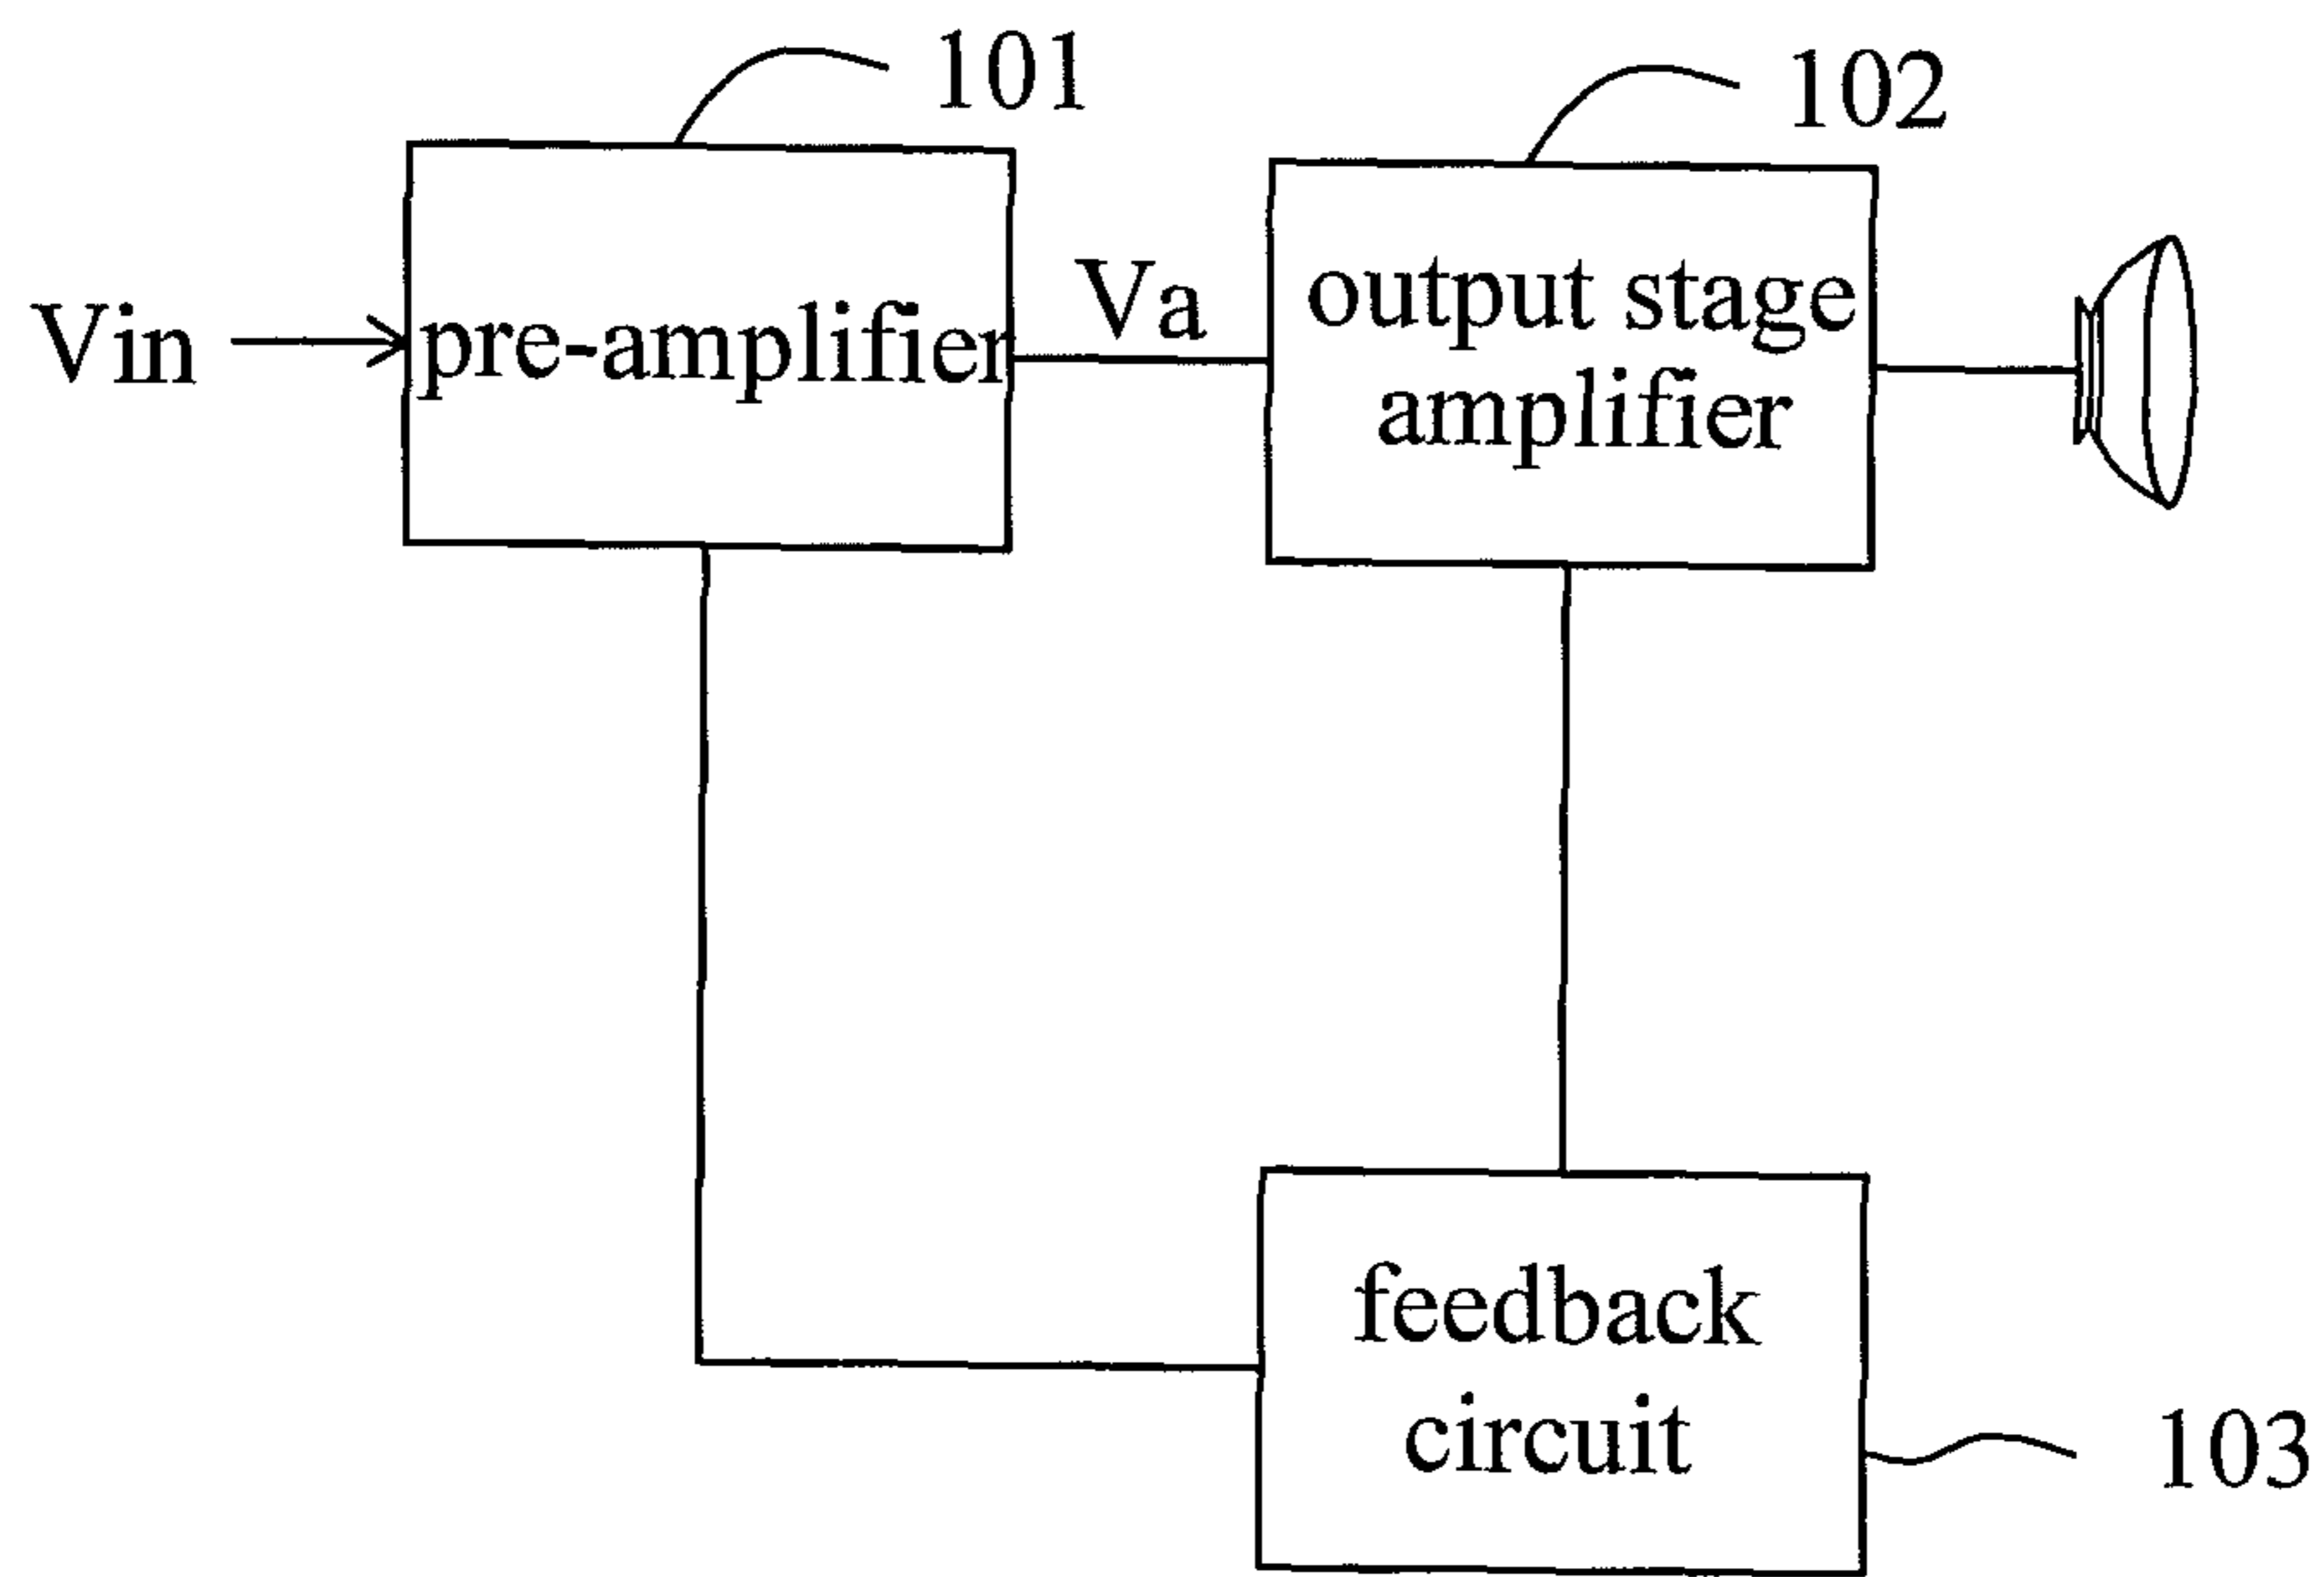 101
102
Vin
pre-amplifier
Va
output stage
amplifier
feedback
circuit
103